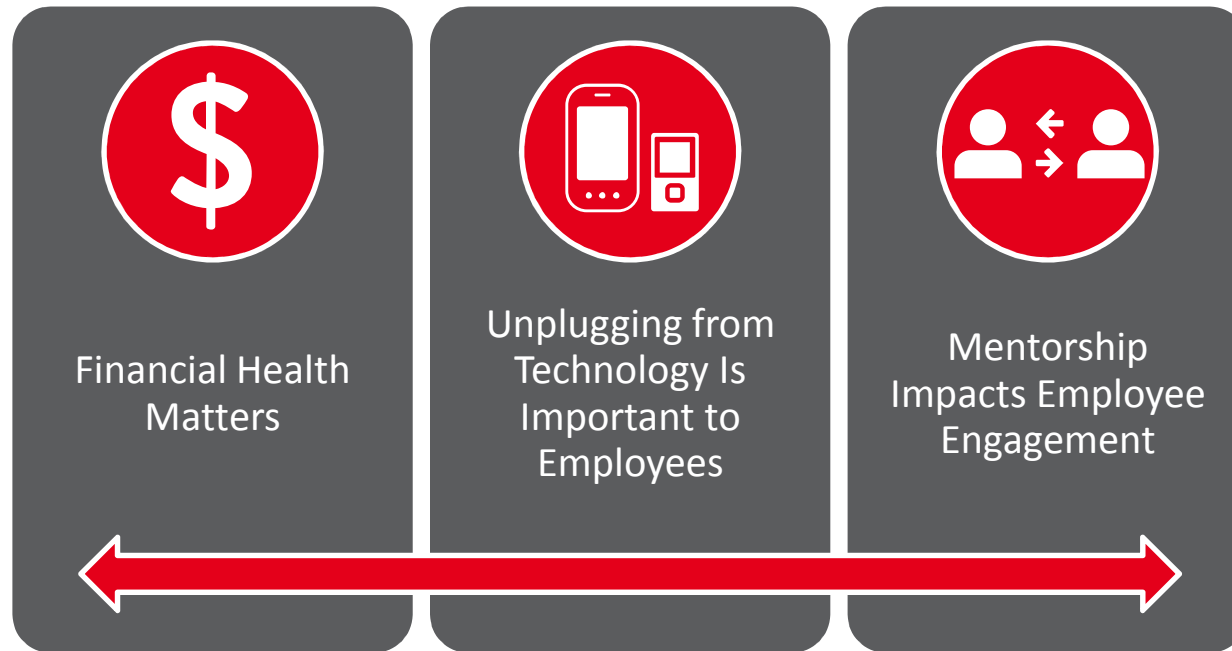 $
Financial Health
Matters
Unplugging from
Technology Is
Important to
Employees
Mentorship
Impacts Employee
Engagement